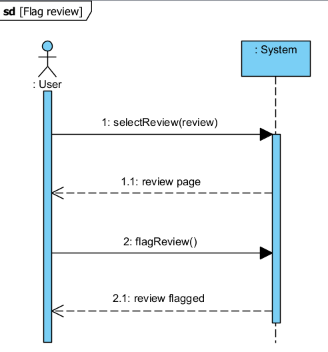 sd [Flag review]
: System
: User
1: selectReview(review)
1.1: review page
2: flagReview()
2.1: review flagged